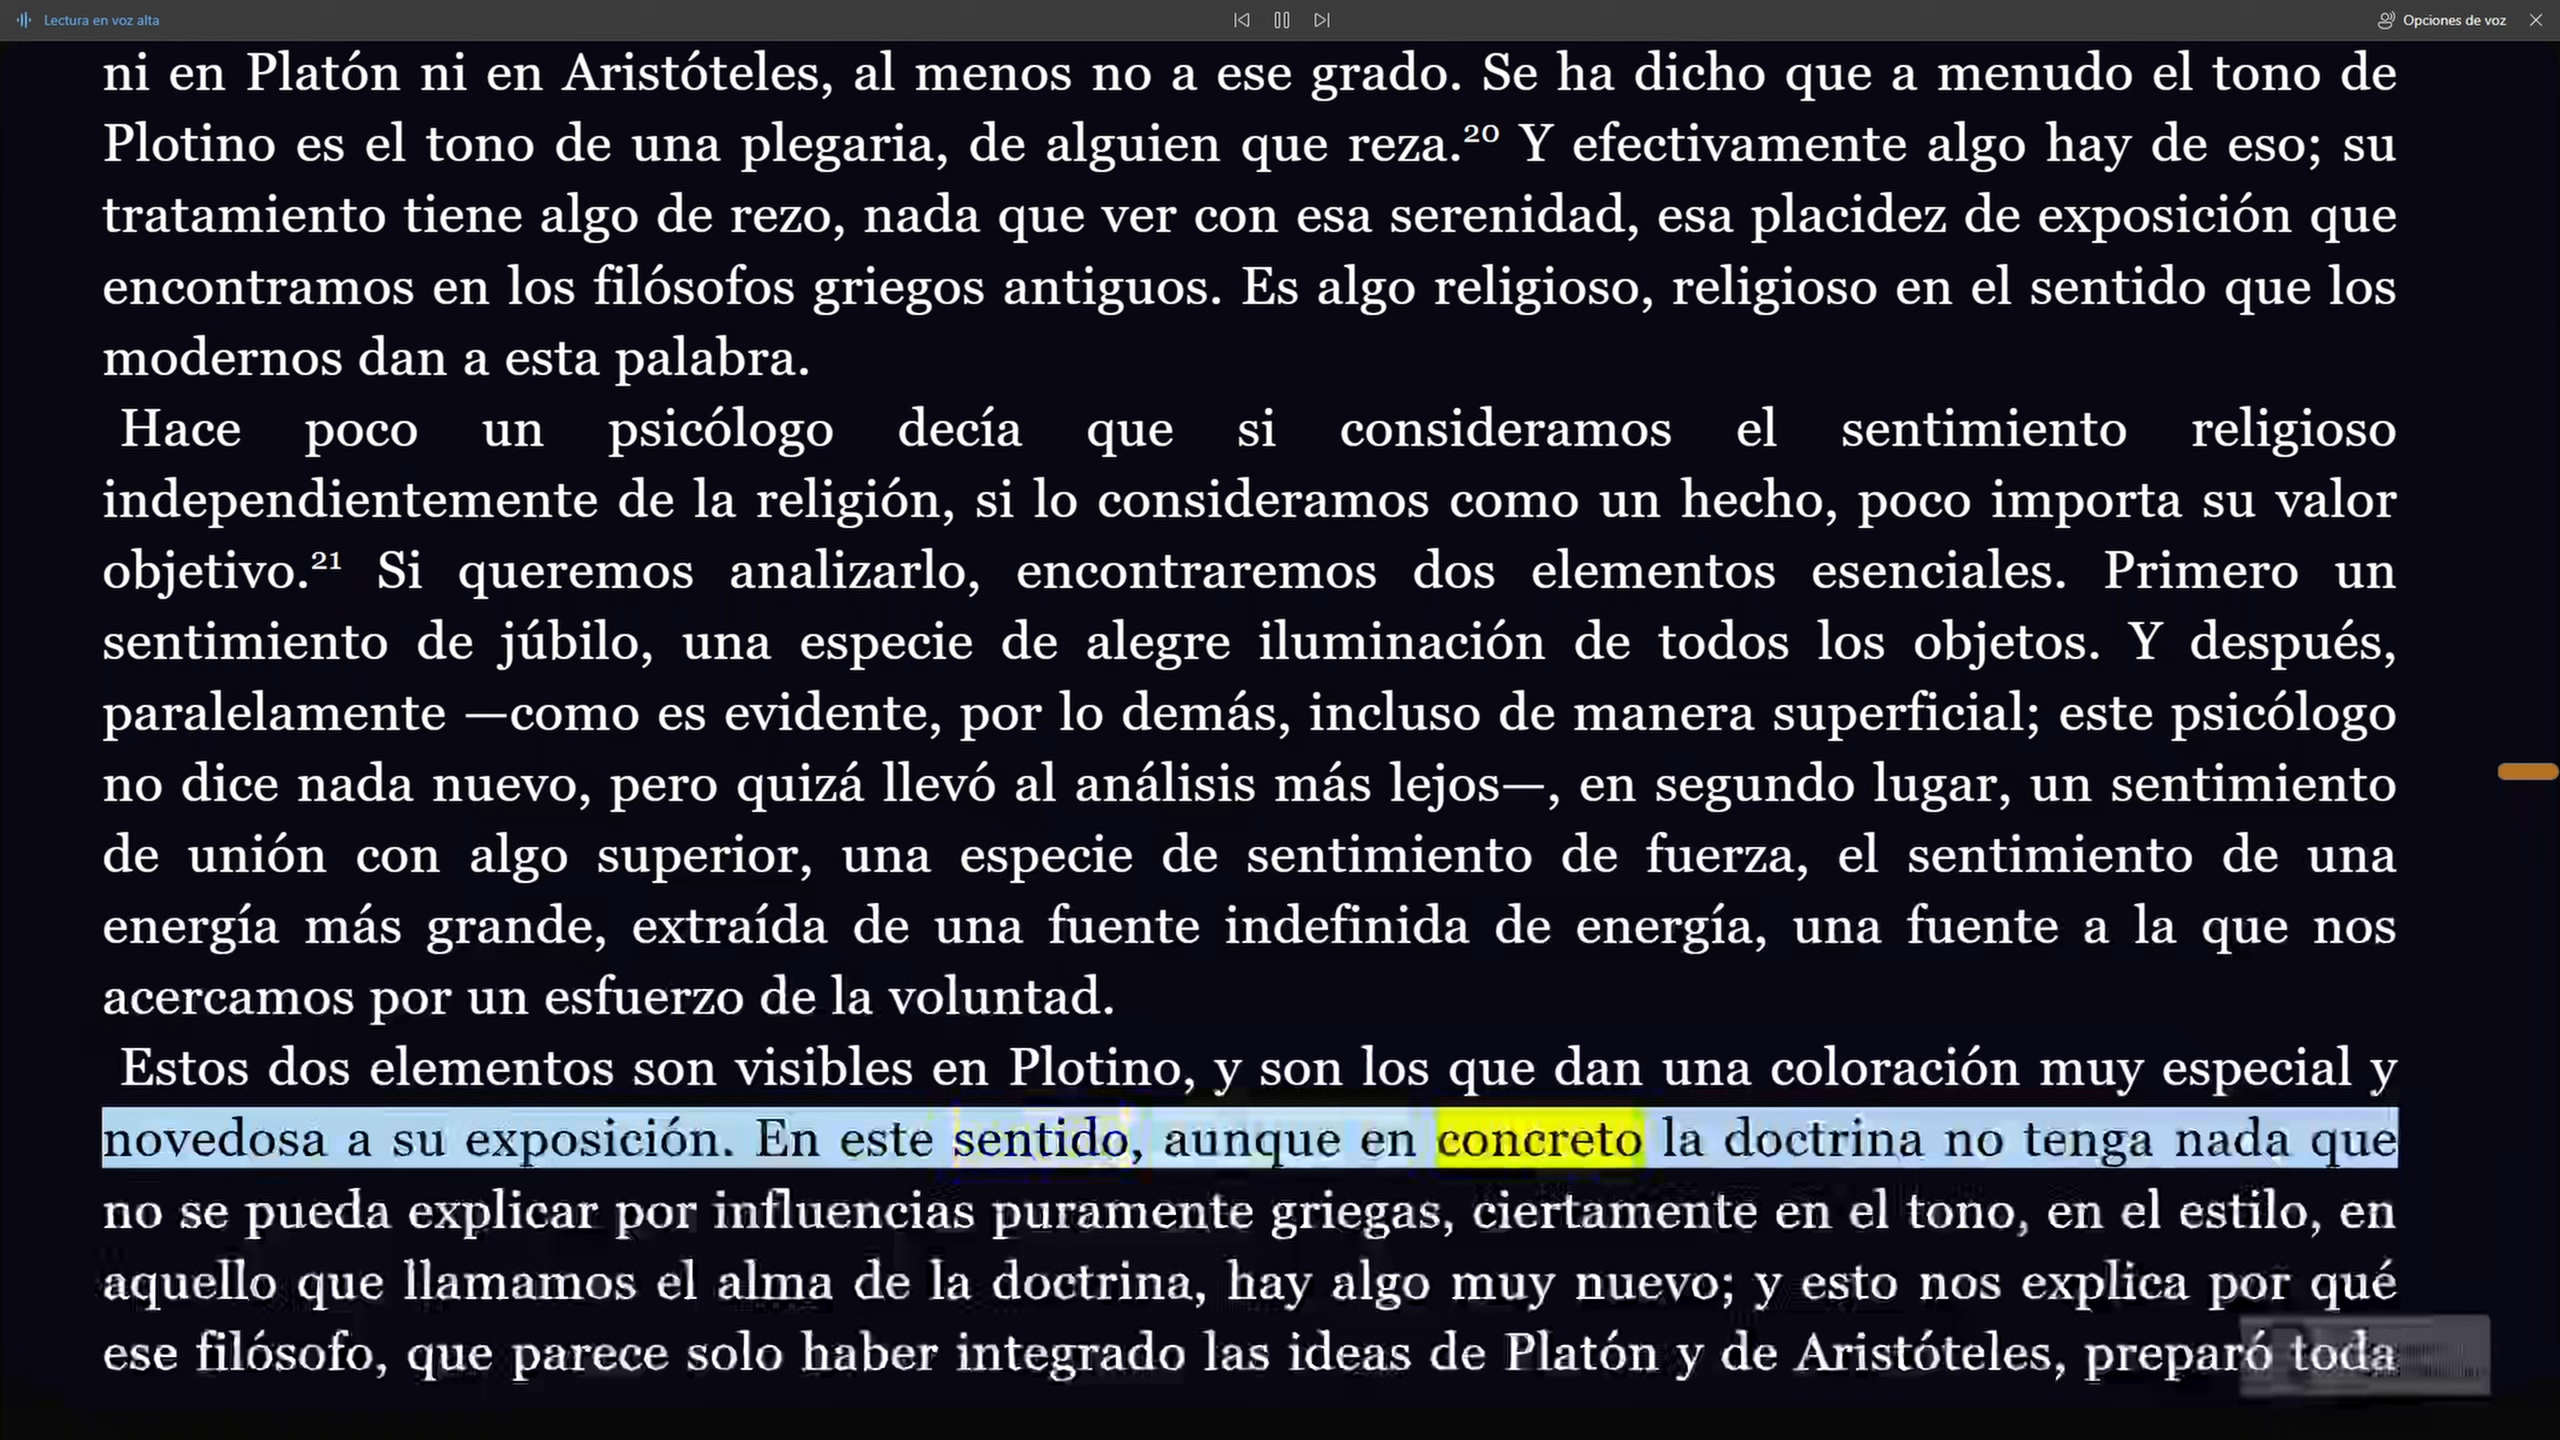 Lectura en voz alta
Opciones de voz
ni en Platón ni en Aristóteles, al menos no a ese grado. Se ha dicho que a menudo el tono de
Plotino es el tono de una plegaria, de alguien que reza.²⁰ Y efectivamente algo hay de eso; su
tratamiento tiene algo de rezo, nada que ver con esa serenidad, esa placidez de exposición que
encontramos en los filósofos griegos antiguos. Es algo religioso, religioso en el sentido que los
modernos dan a esta palabra.
Hace poco un psicólogo decía que si consideramos el sentimiento religioso
independientemente de la religión, si lo consideramos como un hecho, poco importa su valor
objetivo.²¹ Si queremos analizarlo, encontraremos dos elementos esenciales. Primero un
sentimiento de júbilo, una especie de alegre iluminación de todos los objetos. Y después,
paralelamente —como es evidente, por lo demás, incluso de manera superficial; este psicólogo
no dice nada nuevo, pero quizá llevó al análisis más lejos—, en segundo lugar, un sentimiento
de unión con algo superior, una especie de sentimiento de fuerza, el sentimiento de una
energía más grande, extraída de una fuente indefinida de energía, una fuente a la que nos
acercamos por un esfuerzo de la voluntad.
Estos dos elementos son visibles en Plotino, y son los que dan una coloración muy especial y
novedosa a su exposición. En este sentido, aunque en concreto la doctrina no tenga nada que
no se pueda explicar por influencias puramente griegas, ciertamente en el tono, en el estilo, en
aquello que llamamos el alma de la doctrina, hay algo muy nuevo; y esto nos explica por qué
ese filósofo, que parece solo haber integrado las ideas de Platón y de Aristóteles, preparó toda